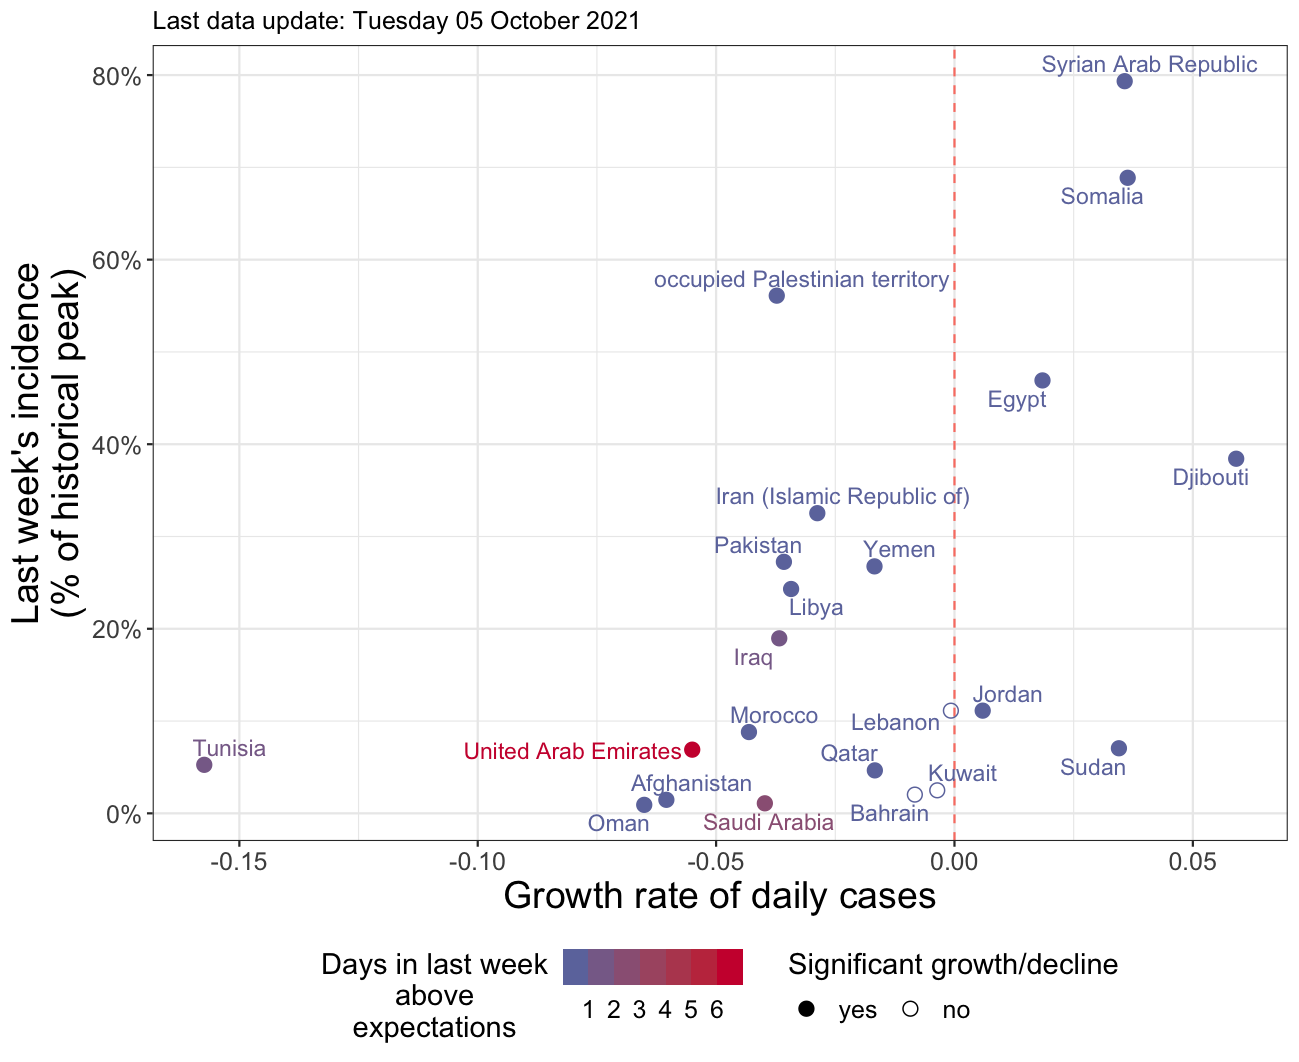 Last data update: Tuesday 05 October 2021
Last week's incidence
(% of historical peak)
80%
60%
40%
20%
0%
Syrian Arab Republic
Somalia
occupied Palestinian territory
Egypt
Djibouti
Iran (Islamic Republic of)
Pakistan
Yemen
Libya
Iraq
Jordan
Morocco
Lebanon
Tunisia
United Arab Emirates
Qatar
Sudan
Kuwait
Afghanistan
Bahrain
Oman
Saudi Arabia
-0.15
-0.10
-0.05
0.00
0.05
Growth rate of daily cases
Days in last week
above
expectations
1 2 3 4 5 6
Significant growth/decline
yes
no